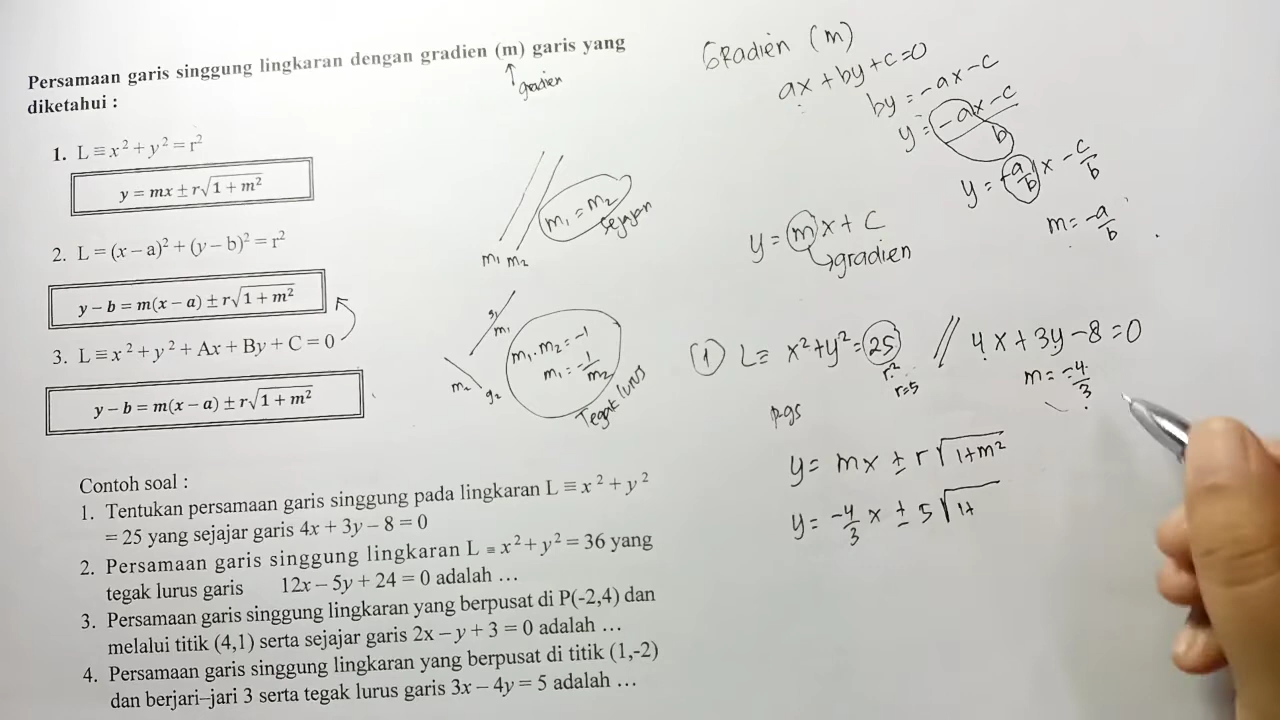 Persamaan garis singgung lingkaran dengan gradien (m) garis yang
diketahui :
gradien
1. L ≡ x² + y² = r²
y = mx ± r√(1 + m²)
2. L = (x – a)² + (y – b)² = r²
y – b = m(x – a) ± r√(1 + m²)
3. L ≡ x² + y² + Ax + By + C = 0
y – b = m(x – a) ± r√(1 + m²)
m₁ m₂
m₁ = m₂
sejajar
g₁
m₁
m₂
g₂
m₁ . m₂ = -1
m₁ = -1/m₂
Tegak lurus
Contoh soal :
1. Tentukan persamaan garis singgung pada lingkaran L ≡ x² + y²
= 25 yang sejajar garis 4x + 3y – 8 = 0
2. Persamaan garis singgung lingkaran L ≡ x² + y² = 36 yang
tegak lurus garis 12x – 5y + 24 = 0 adalah …
3. Persamaan garis singgung lingkaran yang berpusat di P(-2,4) dan
melalui titik (4,1) serta sejajar garis 2x – y + 3 = 0 adalah …
4. Persamaan garis singgung lingkaran yang berpusat di titik (1,-2)
dan berjari–jari 3 serta tegak lurus garis 3x – 4y = 5 adalah …
Gradien (m)
ax + by + c = 0
by = -ax - c
y = (-ax - c)/b
y = -a/b x - c/b
m = -a/b
y = mx + c
gradien
(1) L ≡ x² + y² = 25 // 4x + 3y - 8 = 0
r²
r=5
m = -4/3
pgs
y = mx ± r√(1+m²)
y = -4/3 x ± 5√(1+